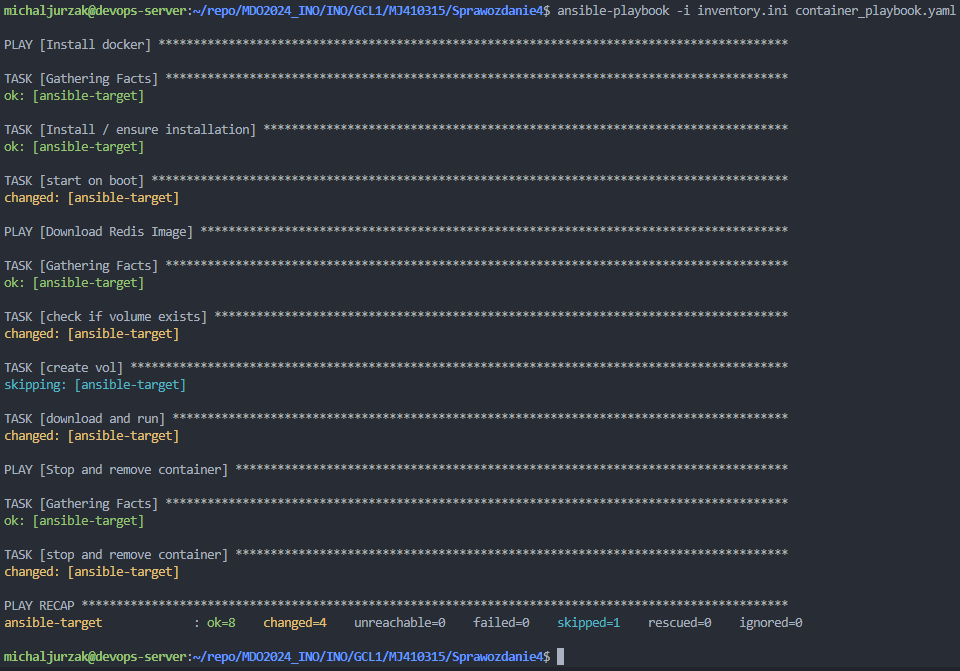 michaljurzak@devops-server:~/repo/MDO2024_INO/INO/GCL1/MJ410315/Sprawozdanie4$ ansible-playbook -i inventory.ini container_playbook.yaml
PLAY [Install docker] ******************************************************************************************
TASK [Gathering Facts] *****************************************************************************************
ok: [ansible-target]
TASK [Install / ensure installation] ***************************************************************************
ok: [ansible-target]
TASK [start on boot] *******************************************************************************************
changed: [ansible-target]
PLAY [Download Redis Image] ************************************************************************************
TASK [Gathering Facts] *****************************************************************************************
ok: [ansible-target]
TASK [check if volume exists] **********************************************************************************
changed: [ansible-target]
TASK [create vol] **********************************************************************************************
skipping: [ansible-target]
TASK [download and run] ****************************************************************************************
changed: [ansible-target]
PLAY [Stop and remove container] *******************************************************************************
TASK [Gathering Facts] *****************************************************************************************
ok: [ansible-target]
TASK [stop and remove container] *******************************************************************************
changed: [ansible-target]
PLAY RECAP *****************************************************************************************************
ansible-target             : ok=8    changed=4    unreachable=0    failed=0    skipped=1    rescued=0    ignored=0
michaljurzak@devops-server:~/repo/MDO2024_INO/INO/GCL1/MJ410315/Sprawozdanie4$